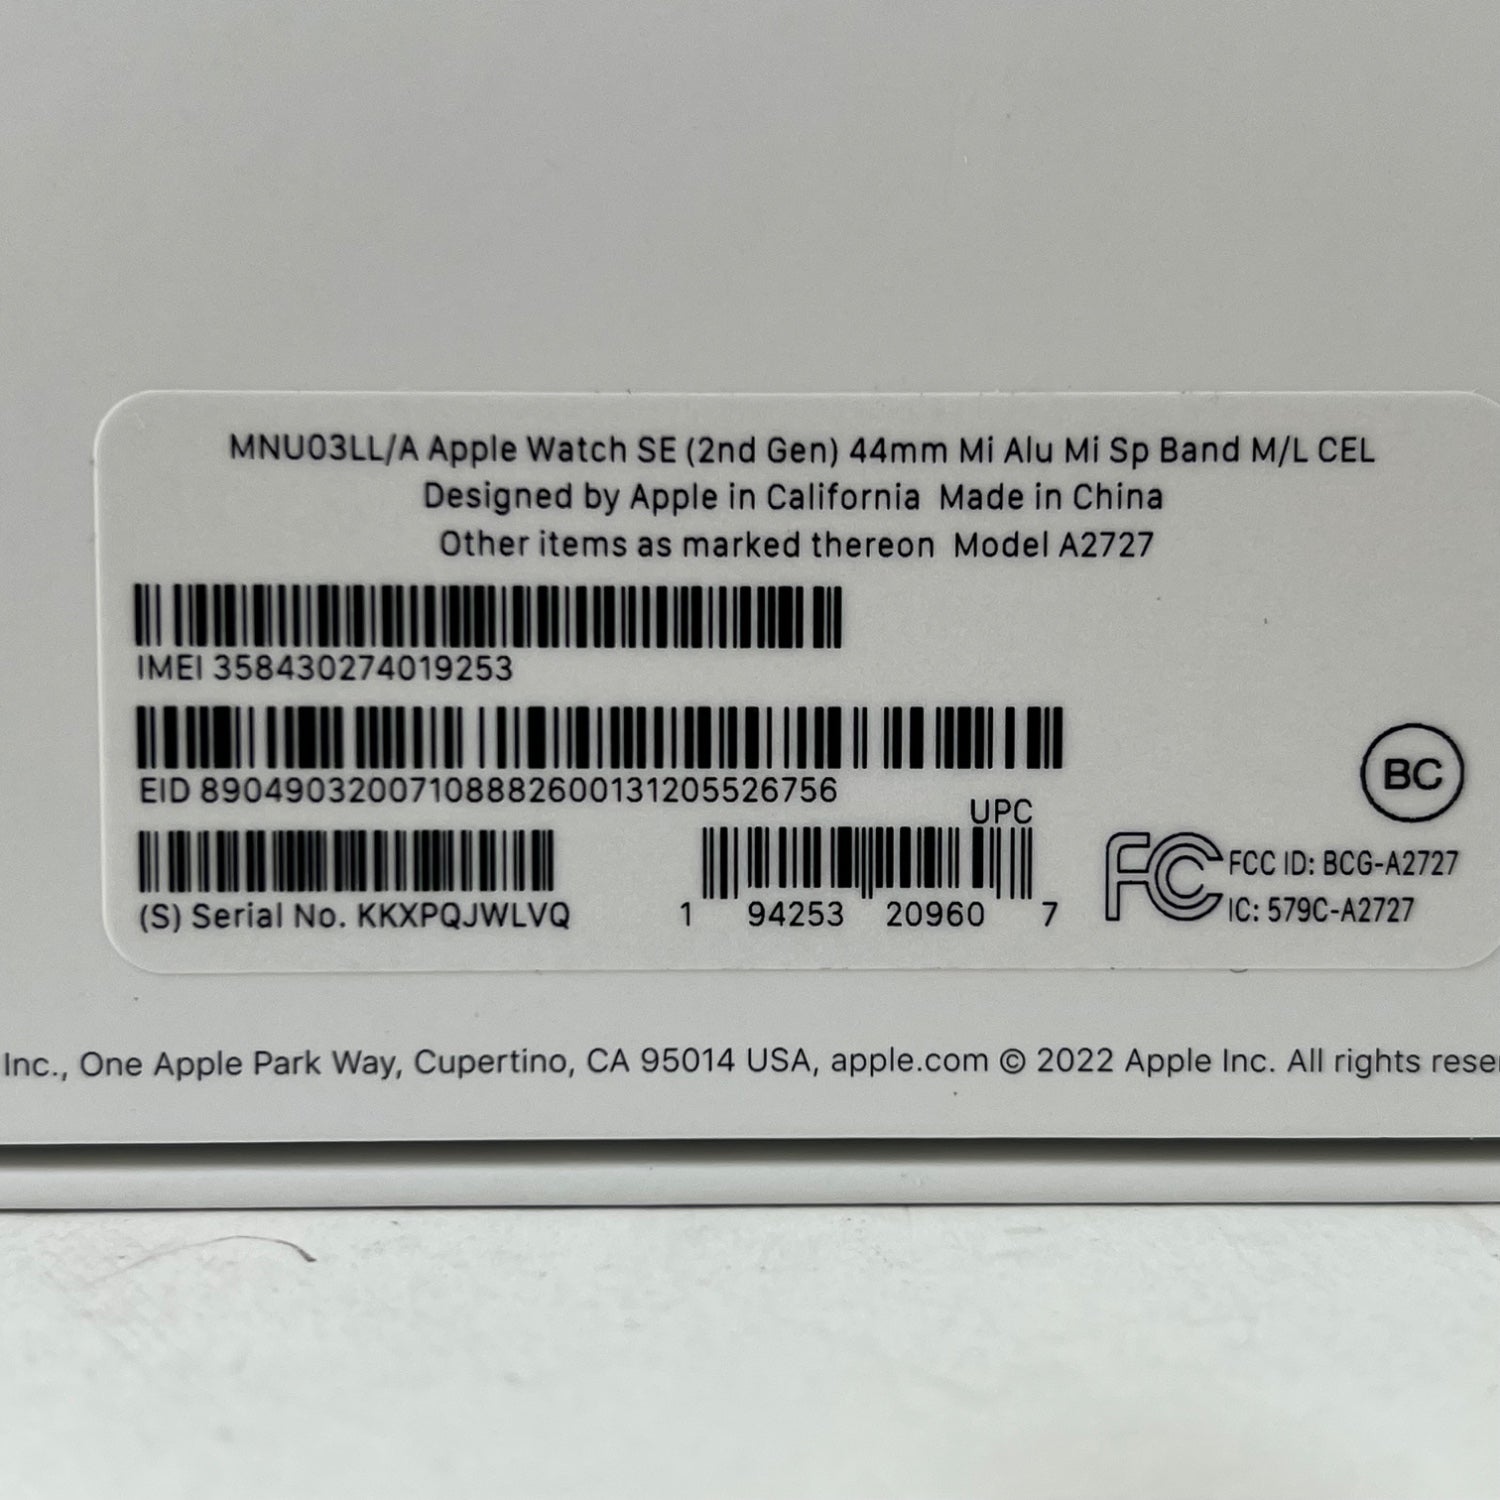 MNU03LL/A Apple Watch SE (2nd Gen) 44mm Mi Alu Mi Sp Band M/L CEL
Designed by Apple in California Made in China
Other items as marked thereon Model A2727
IMEI 358430274019253
EID 89049032007108882600131205526756
UPC
(S) Serial No. KKXPQJWLVQ
1 94253 20960 7
BC
FC
FCC ID: BCG-A2727
IC: 579C-A2727
Inc., One Apple Park Way, Cupertino, CA 95014 USA, apple.com © 2022 Apple Inc. All rights reser